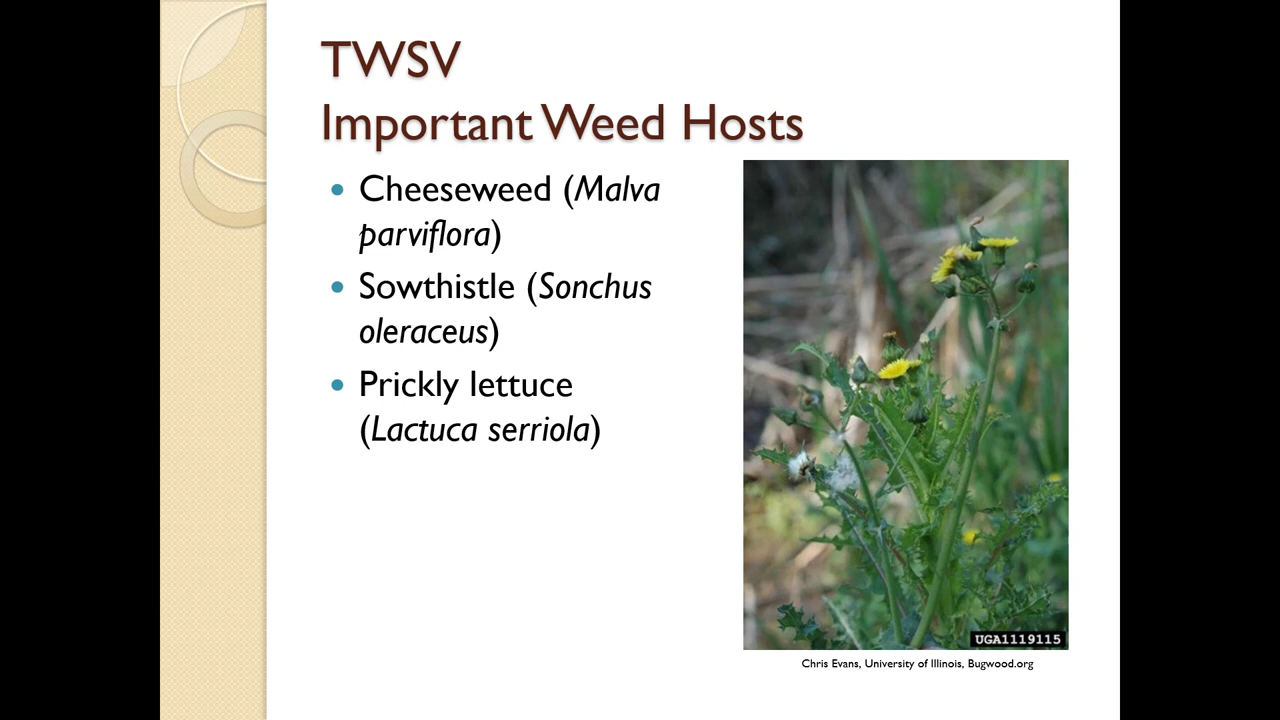 TWSV
Important Weed Hosts
• Cheeseweed (Malva
parviflora)
• Sowthistle (Sonchus
oleraceus)
• Prickly lettuce
(Lactuca serriola)
UGA1119115
Chris Evans, University of Illinois, Bugwood.org